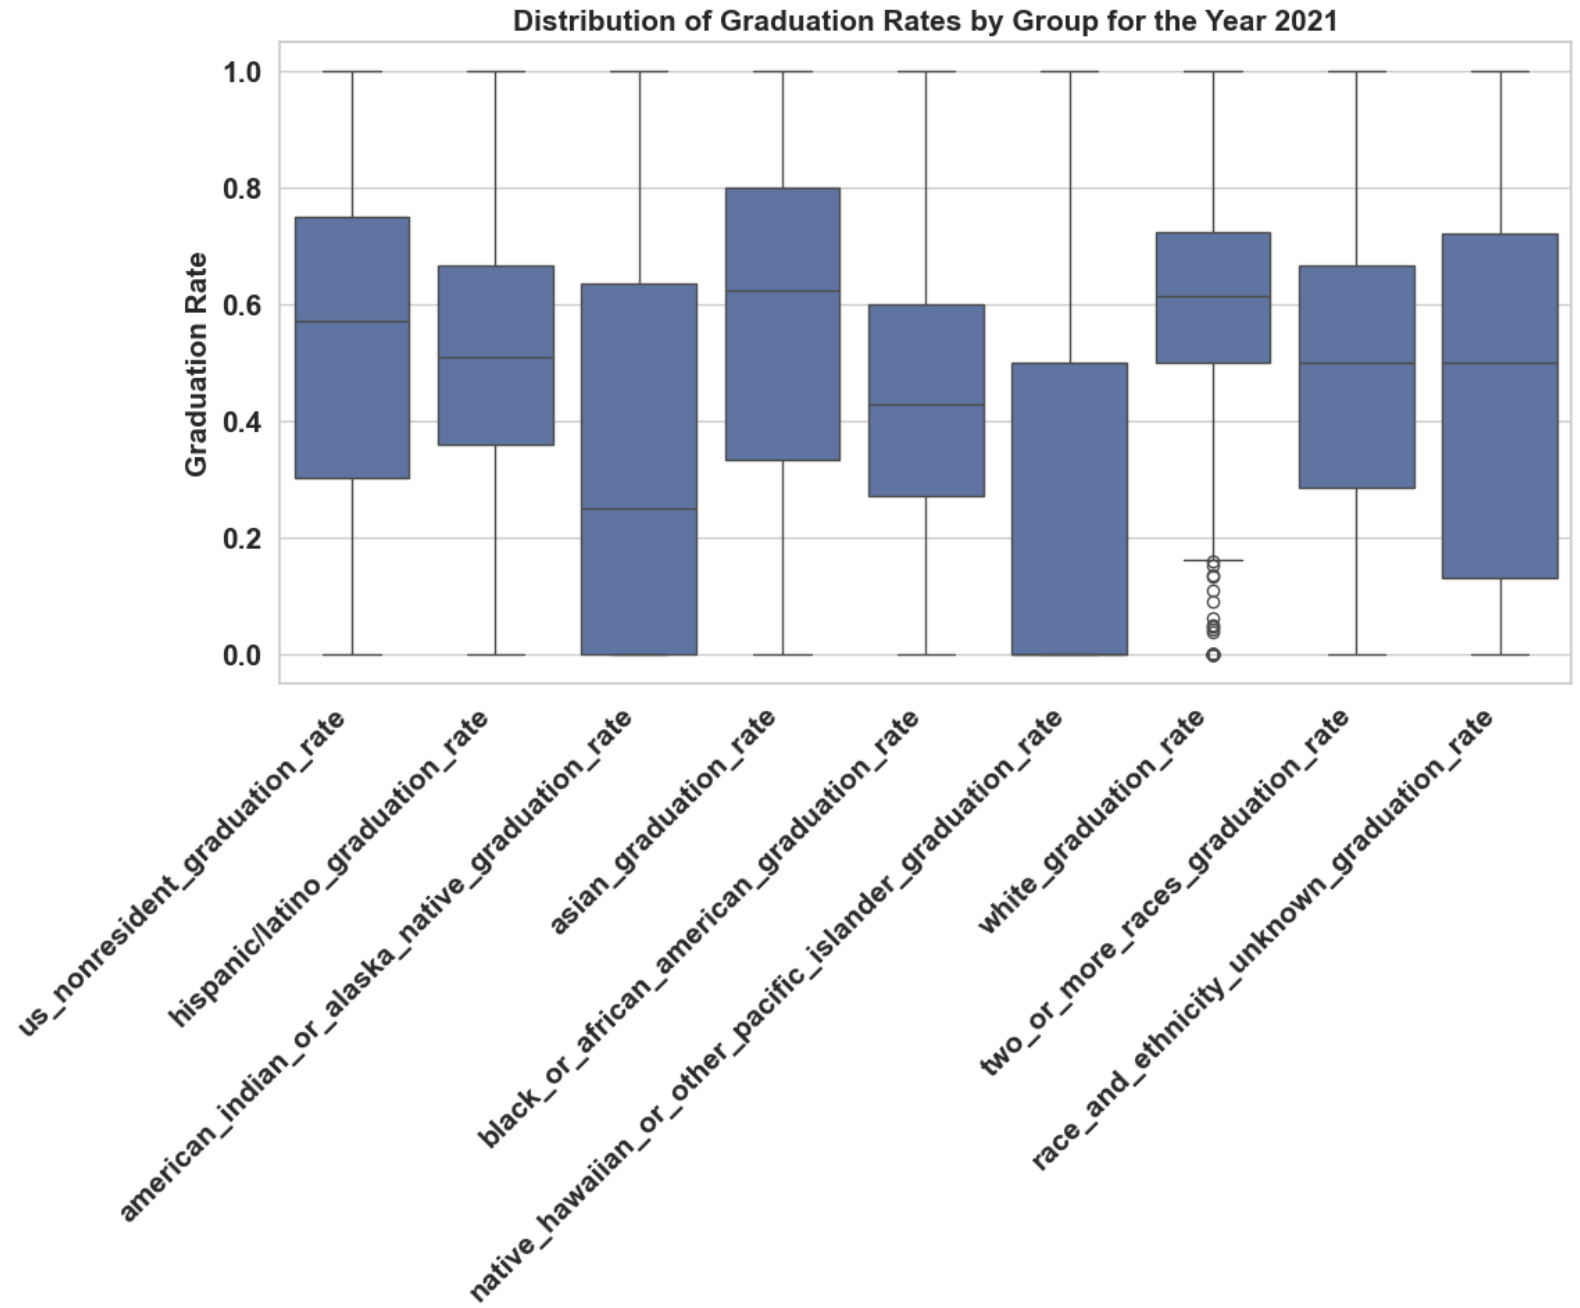 Distribution of Graduation Rates by Group for the Year 2021
Graduation Rate
1.0
0.8
0.6
0.4
0.2
0.0
us_nonresident_graduation_rate
hispanic/latino_graduation_rate
american_indian_or_alaska_native_graduation_rate
asian_graduation_rate
black_or_african_american_graduation_rate
native_hawaiian_or_other_pacific_islander_graduation_rate
white_graduation_rate
two_or_more_races_graduation_rate
race_and_ethnicity_unknown_graduation_rate